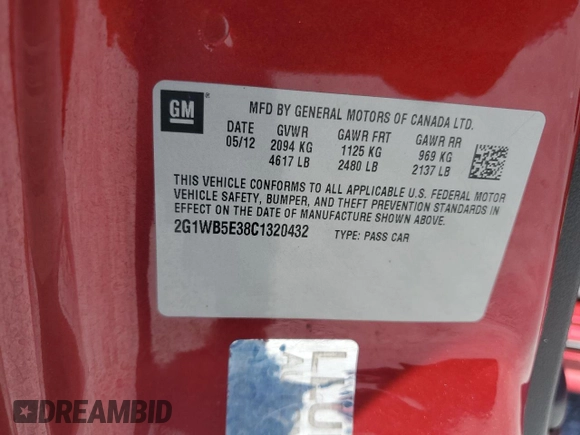 GM
MFD BY GENERAL MOTORS OF CANADA LTD.
DATE GVWR GAWR FRT GAWR RR
05/12 2094 KG 1125 KG 969 KG
4617 LB 2480 LB 2137 LB
THIS VEHICLE CONFORMS TO ALL APPLICABLE U.S. FEDERAL MOTOR
VEHICLE SAFETY, BUMPER, AND THEFT PREVENTION STANDARDS IN
EFFECT ON THE DATE OF MANUFACTURE SHOWN ABOVE.
2G1WB5E38C1320432 TYPE: PASS CAR
DREAMBID